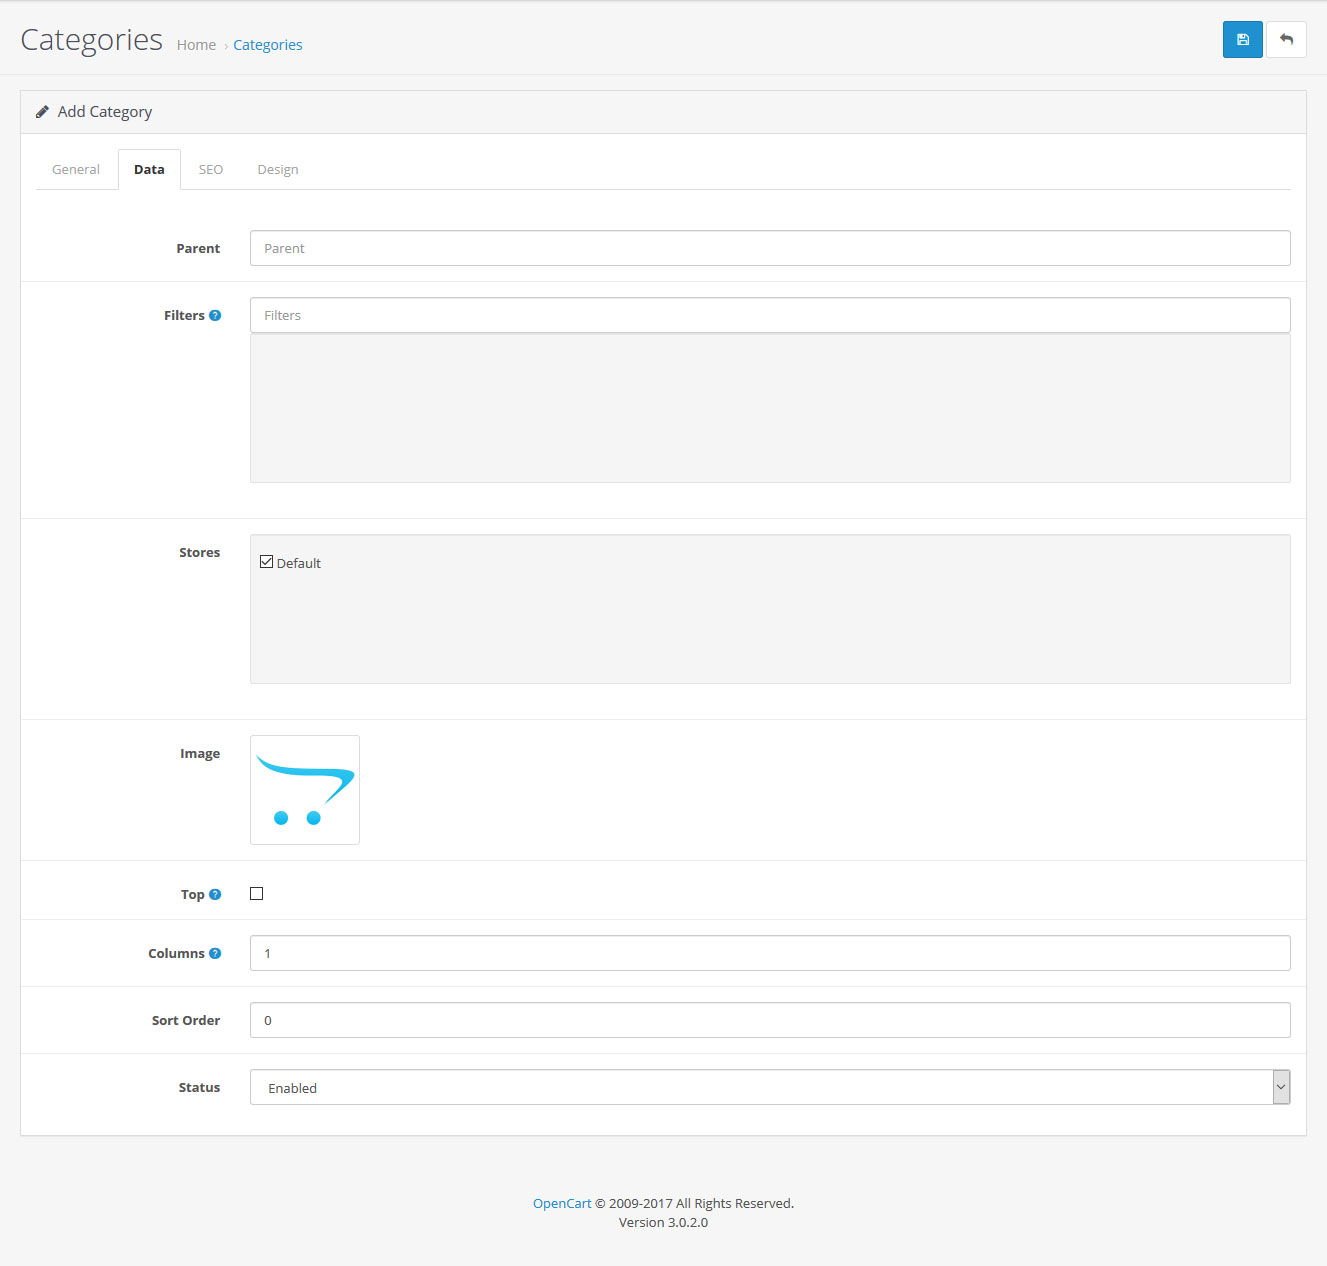 Categories Home › Categories
Add Category
General Data SEO Design
Parent Parent
Filters ? Filters
Stores
Default
Image
Top ?
Columns ? 1
Sort Order 0
Status Enabled
OpenCart © 2009-2017 All Rights Reserved.
Version 3.0.2.0